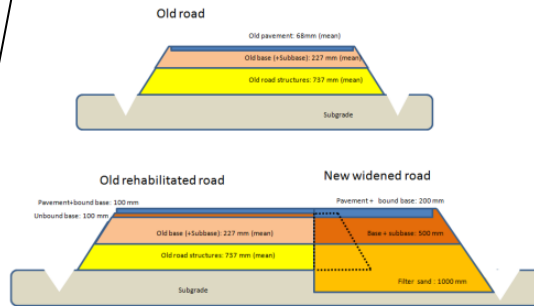 Old road
Old pavement: 68mm (mean)
Old base (+Subbase): 227 mm (mean)
Old road structures: 737 mm (mean)
Subgrade
Old rehabilitated road
New widened road
Pavement+bound base: 100 mm
Pavement + bound base: 200 mm
Unbound base: 100 mm
Old base (+Subbase): 227 mm (mean)
Base + subbase: 500 mm
Old road structures: 737 mm (mean)
Filter sand : 1000 mm
Subgrade